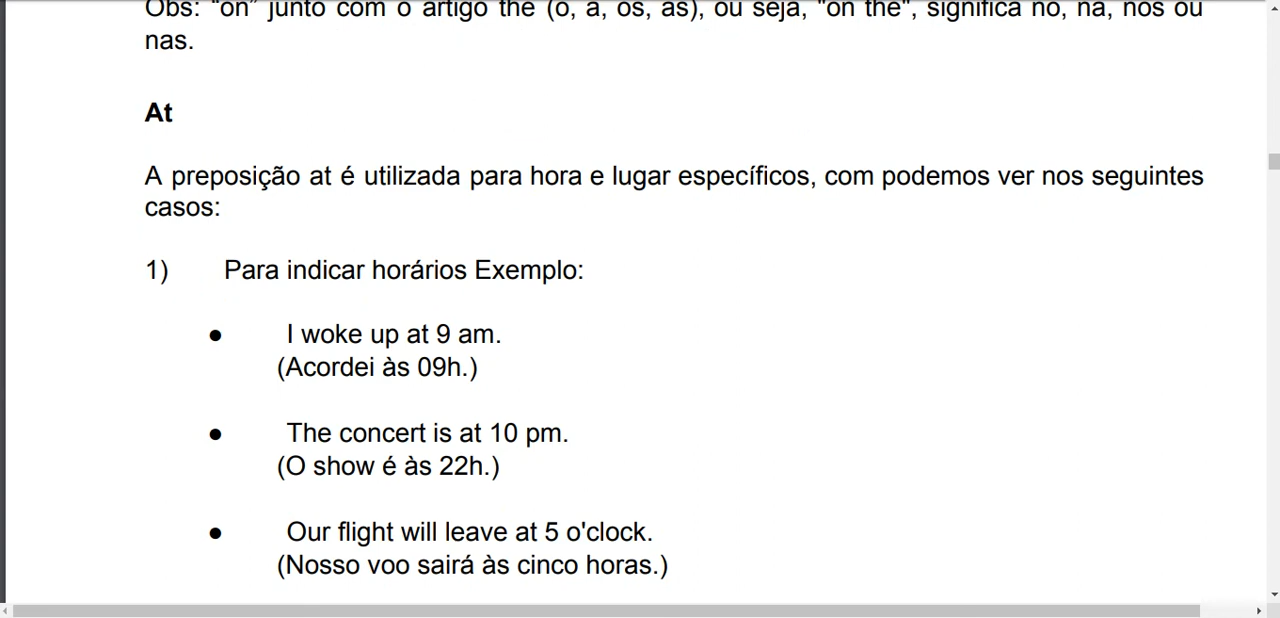 Obs: “on” junto com o artigo the (o, a, os, as), ou seja, "on the", significa no, na, nos ou
nas.
At
A preposição at é utilizada para hora e lugar específicos, com podemos ver nos seguintes
casos:
1) Para indicar horários Exemplo:
● I woke up at 9 am.
(Acordei às 09h.)
● The concert is at 10 pm.
(O show é às 22h.)
● Our flight will leave at 5 o'clock.
(Nosso voo sairá às cinco horas.)